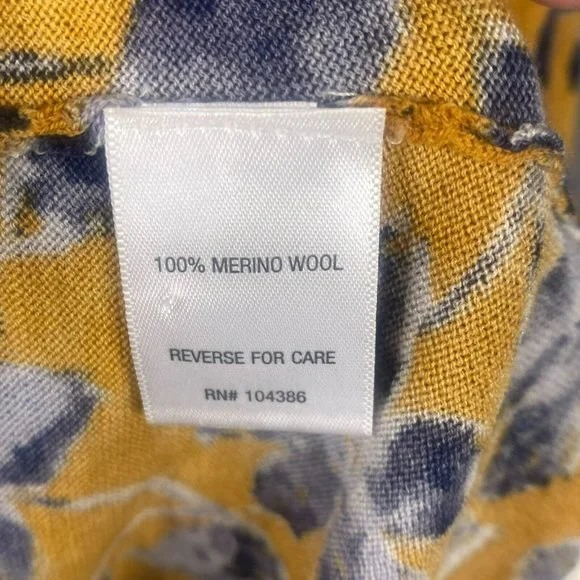 100% MERINO WOOL
REVERSE FOR CARE
RN# 104386